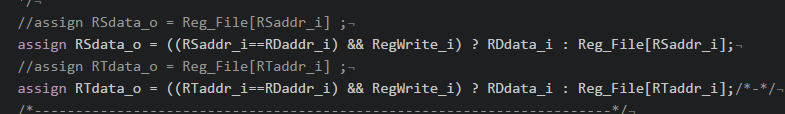 */¬
//assign RSdata_o = Reg_File[RSaddr_i] ;¬
assign RSdata_o = ((RSaddr_i==RDaddr_i) && RegWrite_i) ? RDdata_i : Reg_File[RSaddr_i];¬
//assign RTdata_o = Reg_File[RTaddr_i] ;¬
assign RTdata_o = ((RTaddr_i==RDaddr_i) && RegWrite_i) ? RDdata_i : Reg_File[RTaddr_i];/*-*/¬
/*----------------------------------------------------------------------*/¬